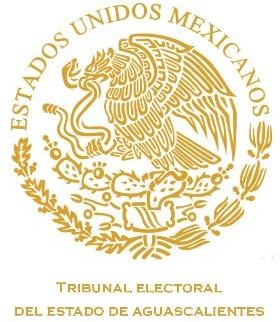 ESTADOS UNIDOS MEXICANOS
TRIBUNAL ELECTORAL
DEL ESTADO DE AGUASCALIENTES